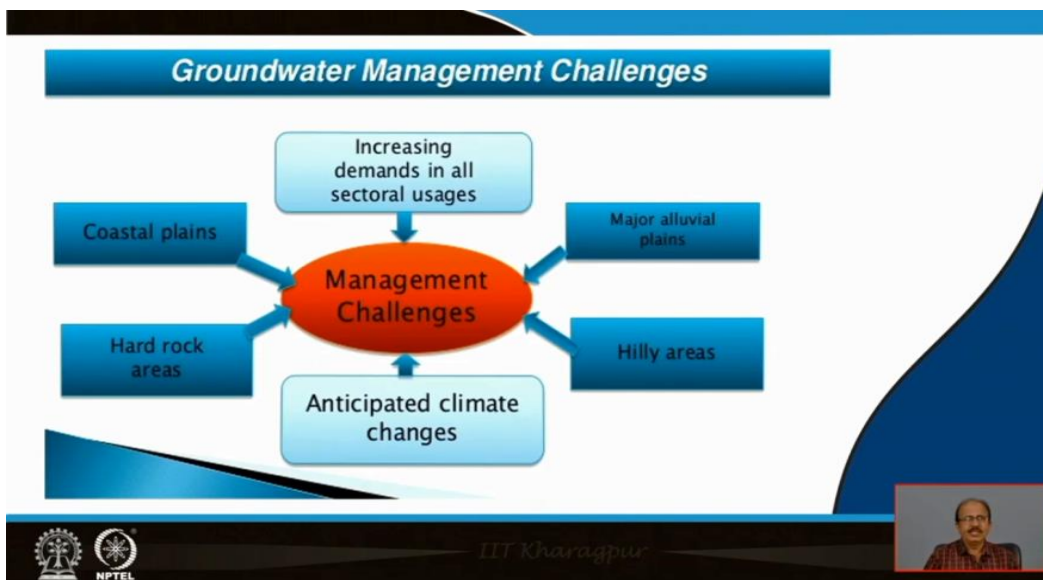 Groundwater Management Challenges
Increasing
demands in all
sectoral usages
Coastal plains
Major alluvial
plains
Management
Challenges
Hard rock
areas
Hilly areas
Anticipated climate
changes
IIT Kharagpur
NPTEL